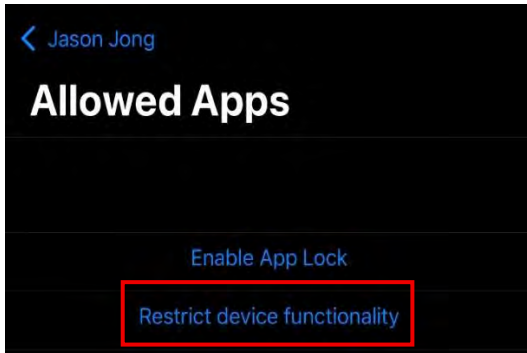 Jason Jong
Allowed Apps
Enable App Lock
Restrict device functionality